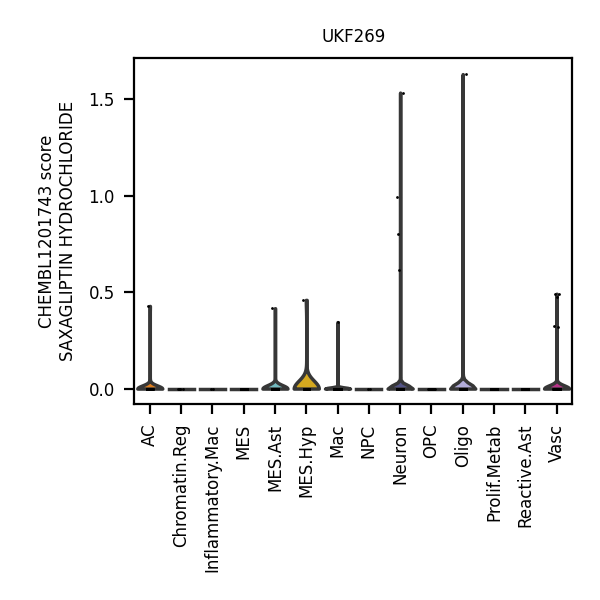 UKF269
CHEMBL1201743 score
SAXAGLIPTIN HYDROCHLORIDE
1.5
1.0
0.5
0.0
AC
Chromatin.Reg
Inflammatory.Mac
MES
MES.Ast
MES.Hyp
Mac
NPC
Neuron
OPC
Oligo
Prolif.Metab
Reactive.Ast
Vasc